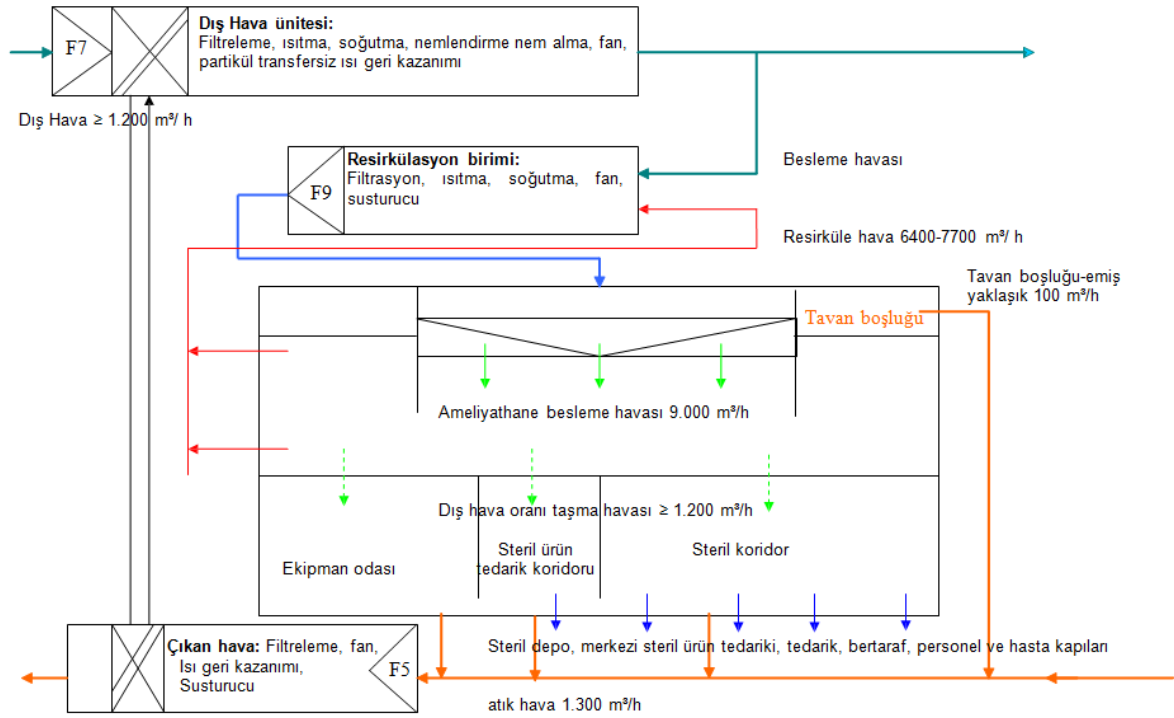 Dış Hava ünitesi:
F7
Filtreleme, ısıtma, soğutma, nemlendirme nem alma, fan,
partikül transfersiz ısı geri kazanımı
Dış Hava ≥ 1.200 m³/ h
Resirkülasyon birimi:
Filtrasyon, ısıtma, soğutma, fan,
susturucu
F9
Besleme havası
Resirküle hava 6400-7700 m³/ h
Tavan boşluğu-emiş
yaklaşık 100 m³/h
Tavan boşluğu
Ameliyathane besleme havası 9.000 m³/h
Dış hava oranı taşma havası ≥ 1.200 m³/h
Ekipman odası
Steril ürün
tedarik koridoru
Steril koridor
Çıkan hava: Filtreleme, fan,
Isı geri kazanımı,
Susturucu
F5
Steril depo, merkezi steril ürün tedariki, tedarik, bertaraf, personel ve hasta kapıları
atık hava 1.300 m³/h